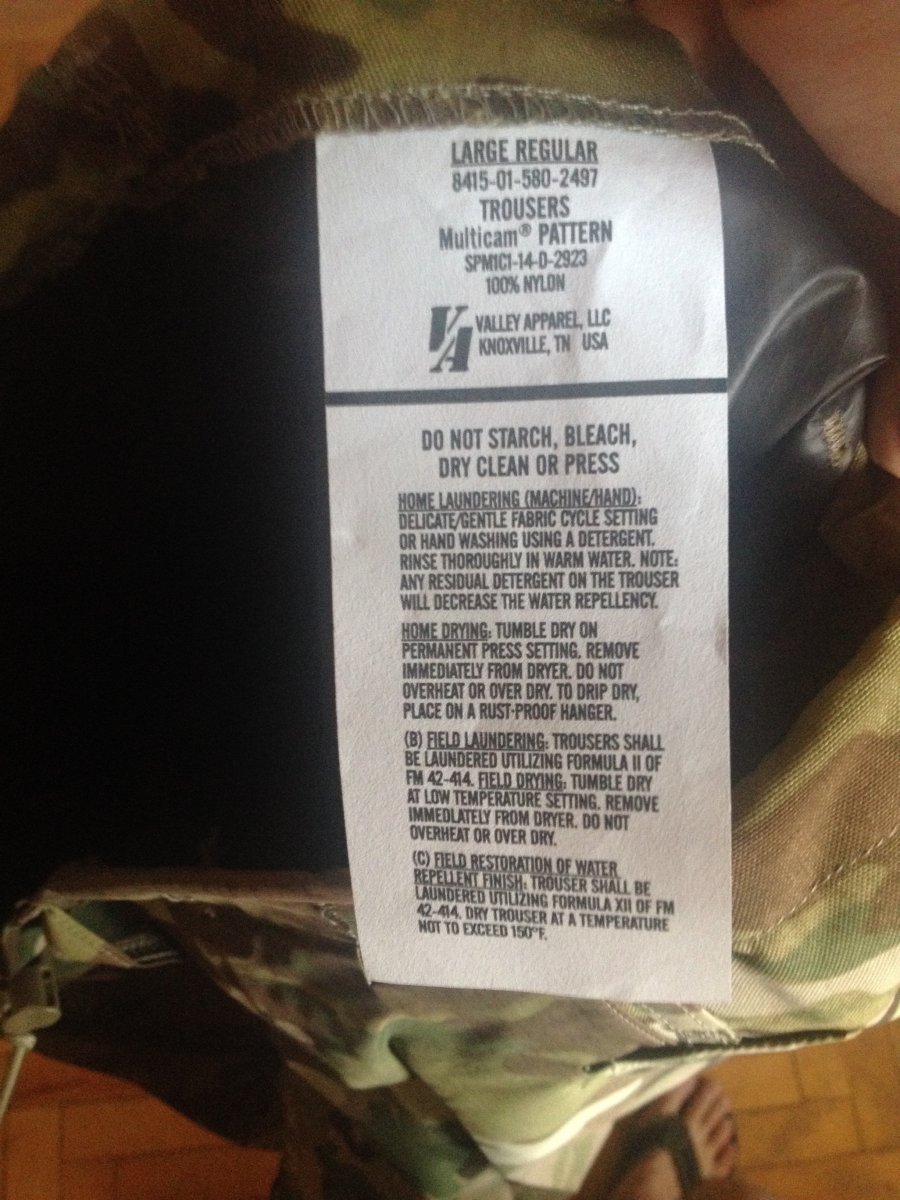 LARGE REGULAR
8415-01-580-2497
TROUSERS
Multicam® PATTERN
SPM1C1-14-D-2923
100% NYLON
VA
VALLEY APPAREL, LLC
KNOXVILLE, TN USA
DO NOT STARCH, BLEACH,
DRY CLEAN OR PRESS
HOME LAUNDERING (MACHINE/HAND):
DELICATE/GENTLE FABRIC CYCLE SETTING
OR HAND WASHING USING A DETERGENT.
RINSE THOROUGHLY IN WARM WATER. NOTE:
ANY RESIDUAL DETERGENT ON THE TROUSER
WILL DECREASE THE WATER REPELLENCY.
HOME DRYING: TUMBLE DRY ON
PERMANENT PRESS SETTING. REMOVE
IMMEDIATELY FROM DRYER. DO NOT
OVERHEAT OR OVER DRY. TO DRIP DRY,
PLACE ON A RUST-PROOF HANGER.
(B) FIELD LAUNDERING: TROUSERS SHALL
BE LAUNDERED UTILIZING FORMULA II OF
FM 42-414. FIELD DRYING: TUMBLE DRY
AT LOW TEMPERATURE SETTING. REMOVE
IMMEDLATELY FROM DRYER. DO NOT
OVERHEAT OR OVER DRY.
(C) FIELD RESTORATION OF WATER
REPELLENT FINISH: TROUSER SHALL BE
LAUNDERED UTILIZING FORMULA XII OF FM
42-414. DRY TROUSER AT A TEMPERATURE
NOT TO EXCEED 150°F.